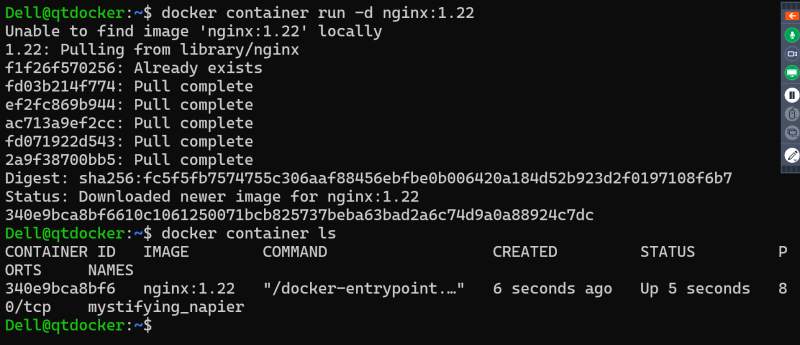 Dell@qtdocker:~$ docker container run -d nginx:1.22
Unable to find image 'nginx:1.22' locally
1.22: Pulling from library/nginx
f1f26f570256: Already exists
fd03b214f774: Pull complete
ef2fc869b944: Pull complete
ac713a9ef2cc: Pull complete
fd071922d543: Pull complete
2a9f38700bb5: Pull complete
Digest: sha256:fc5f5fb7574755c306aaf88456ebfbe0b006420a184d52b923d2f0197108f6b7
Status: Downloaded newer image for nginx:1.22
340e9bca8bf6610c1061250071bcb825737beba63bad2a6c74d9a0a88924c7dc
Dell@qtdocker:~$ docker container ls
CONTAINER ID   IMAGE        COMMAND                  CREATED         STATUS         P
ORTS     NAMES
340e9bca8bf6   nginx:1.22   "/docker-entrypoint.…"   6 seconds ago   Up 5 seconds   8
0/tcp    mystifying_napier
Dell@qtdocker:~$